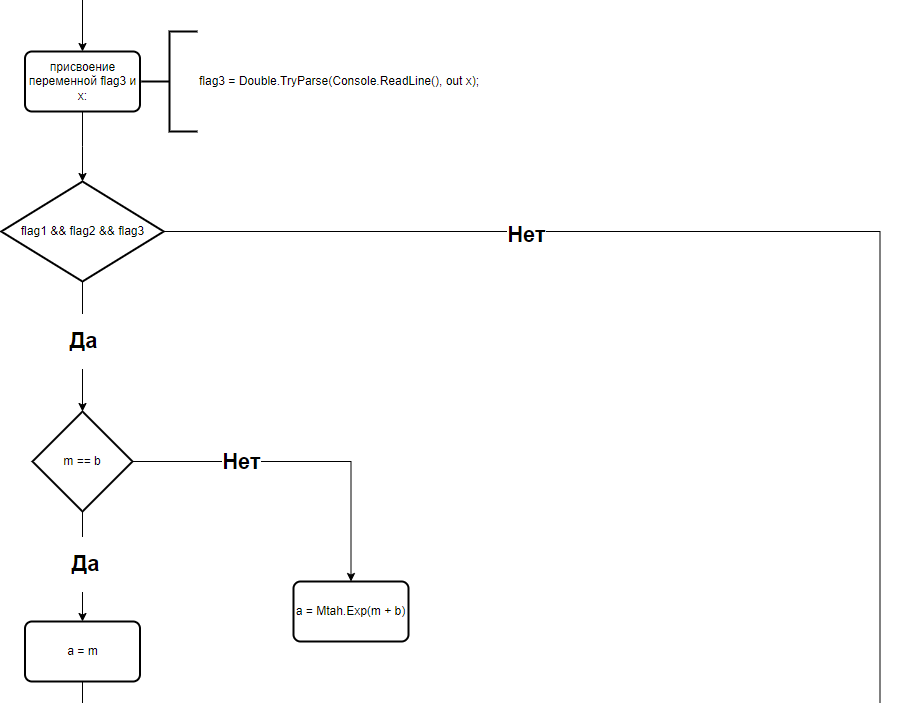 присвоение
переменной flag3 и
x:
flag3 = Double.TryParse(Console.ReadLine(), out x);
flag1 && flag2 && flag3
Нет
Да
m == b
Нет
Да
a = Mtah.Exp(m + b)
a = m